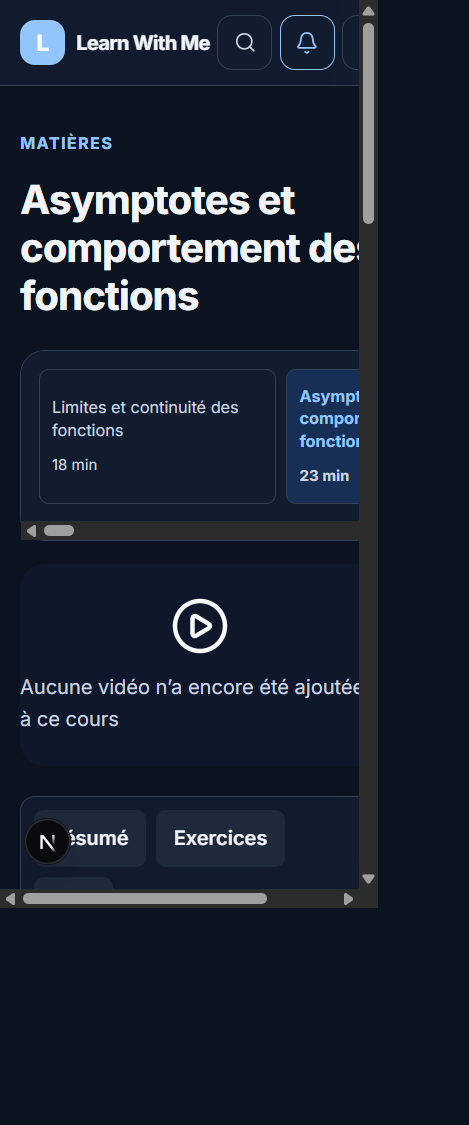 L Learn With Me
MATIÈRES
Asymptotes et
comportement des
fonctions
Limites et continuité des
fonctions
18 min
Asympt
compor
fonction
23 min
Aucune vidéo n’a encore été ajoutée
à ce cours
ésumé
Exercices
N